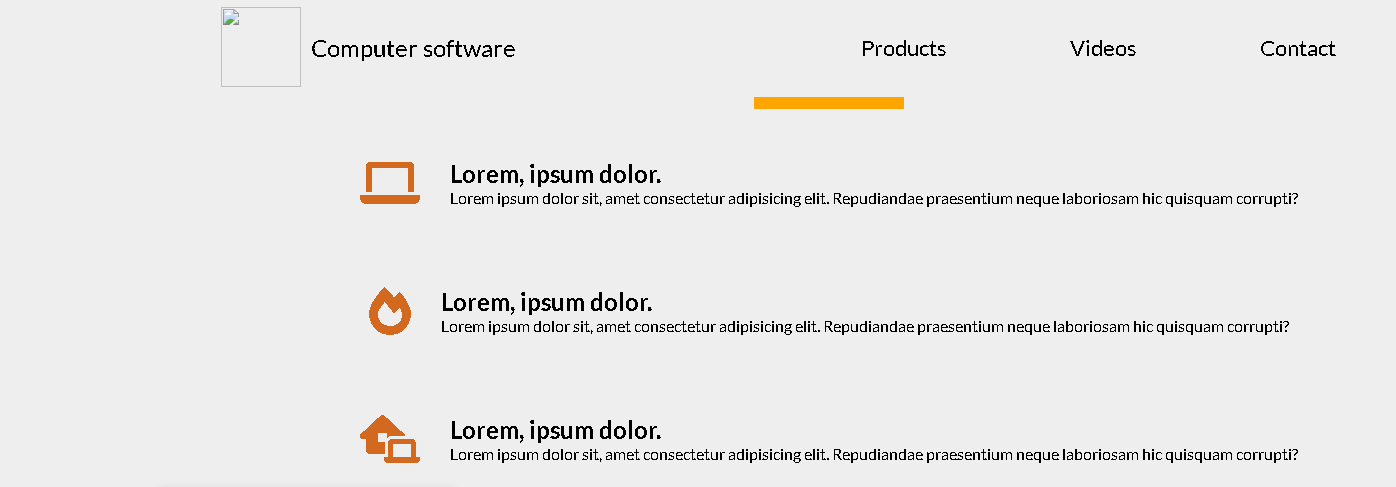 Computer software
Products
Videos
Contact
Lorem, ipsum dolor.
Lorem ipsum dolor sit, amet consectetur adipisicing elit. Repudiandae praesentium neque laboriosam hic quisquam corrupti?
Lorem, ipsum dolor.
Lorem ipsum dolor sit, amet consectetur adipisicing elit. Repudiandae praesentium neque laboriosam hic quisquam corrupti?
Lorem, ipsum dolor.
Lorem ipsum dolor sit, amet consectetur adipisicing elit. Repudiandae praesentium neque laboriosam hic quisquam corrupti?